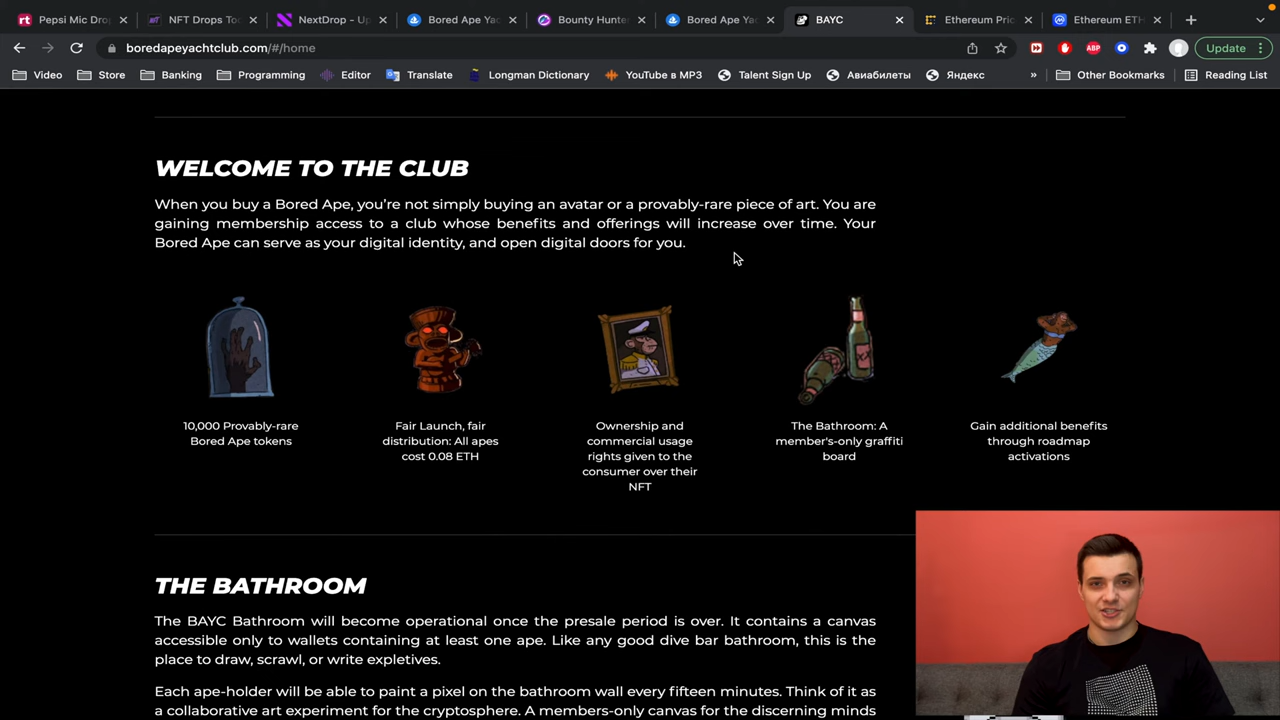 Pepsi Mic Drop
NFT Drops To
NextDrop - Up
Bored Ape Yac
Bounty Hunter
Bored Ape Yac
BAYC
Ethereum Pric
Ethereum ETH
boredapeyachtclub.com/#/home
Update
Video
Store
Banking
Programming
Editor
Translate
Longman Dictionary
YouTube в MP3
Talent Sign Up
Авиабилеты
Яндекс
Other Bookmarks
Reading List
WELCOME TO THE CLUB
When you buy a Bored Ape, you’re not simply buying an avatar or a provably-rare piece of art. You are
gaining membership access to a club whose benefits and offerings will increase over time. Your
Bored Ape can serve as your digital identity, and open digital doors for you.
10,000 Provably-rare
Bored Ape tokens
Fair Launch, fair
distribution: All apes
cost 0.08 ETH
Ownership and
commercial usage
rights given to the
consumer over their
NFT
The Bathroom: A
member's-only graffiti
board
Gain additional benefits
through roadmap
activations
THE BATHROOM
The BAYC Bathroom will become operational once the presale period is over. It contains a canvas
accessible only to wallets containing at least one ape. Like any good dive bar bathroom, this is the
place to draw, scrawl, or write expletives.
Each ape-holder will be able to paint a pixel on the bathroom wall every fifteen minutes. Think of it as
a collaborative art experiment for the cryptosphere. A members-only canvas for the discerning minds